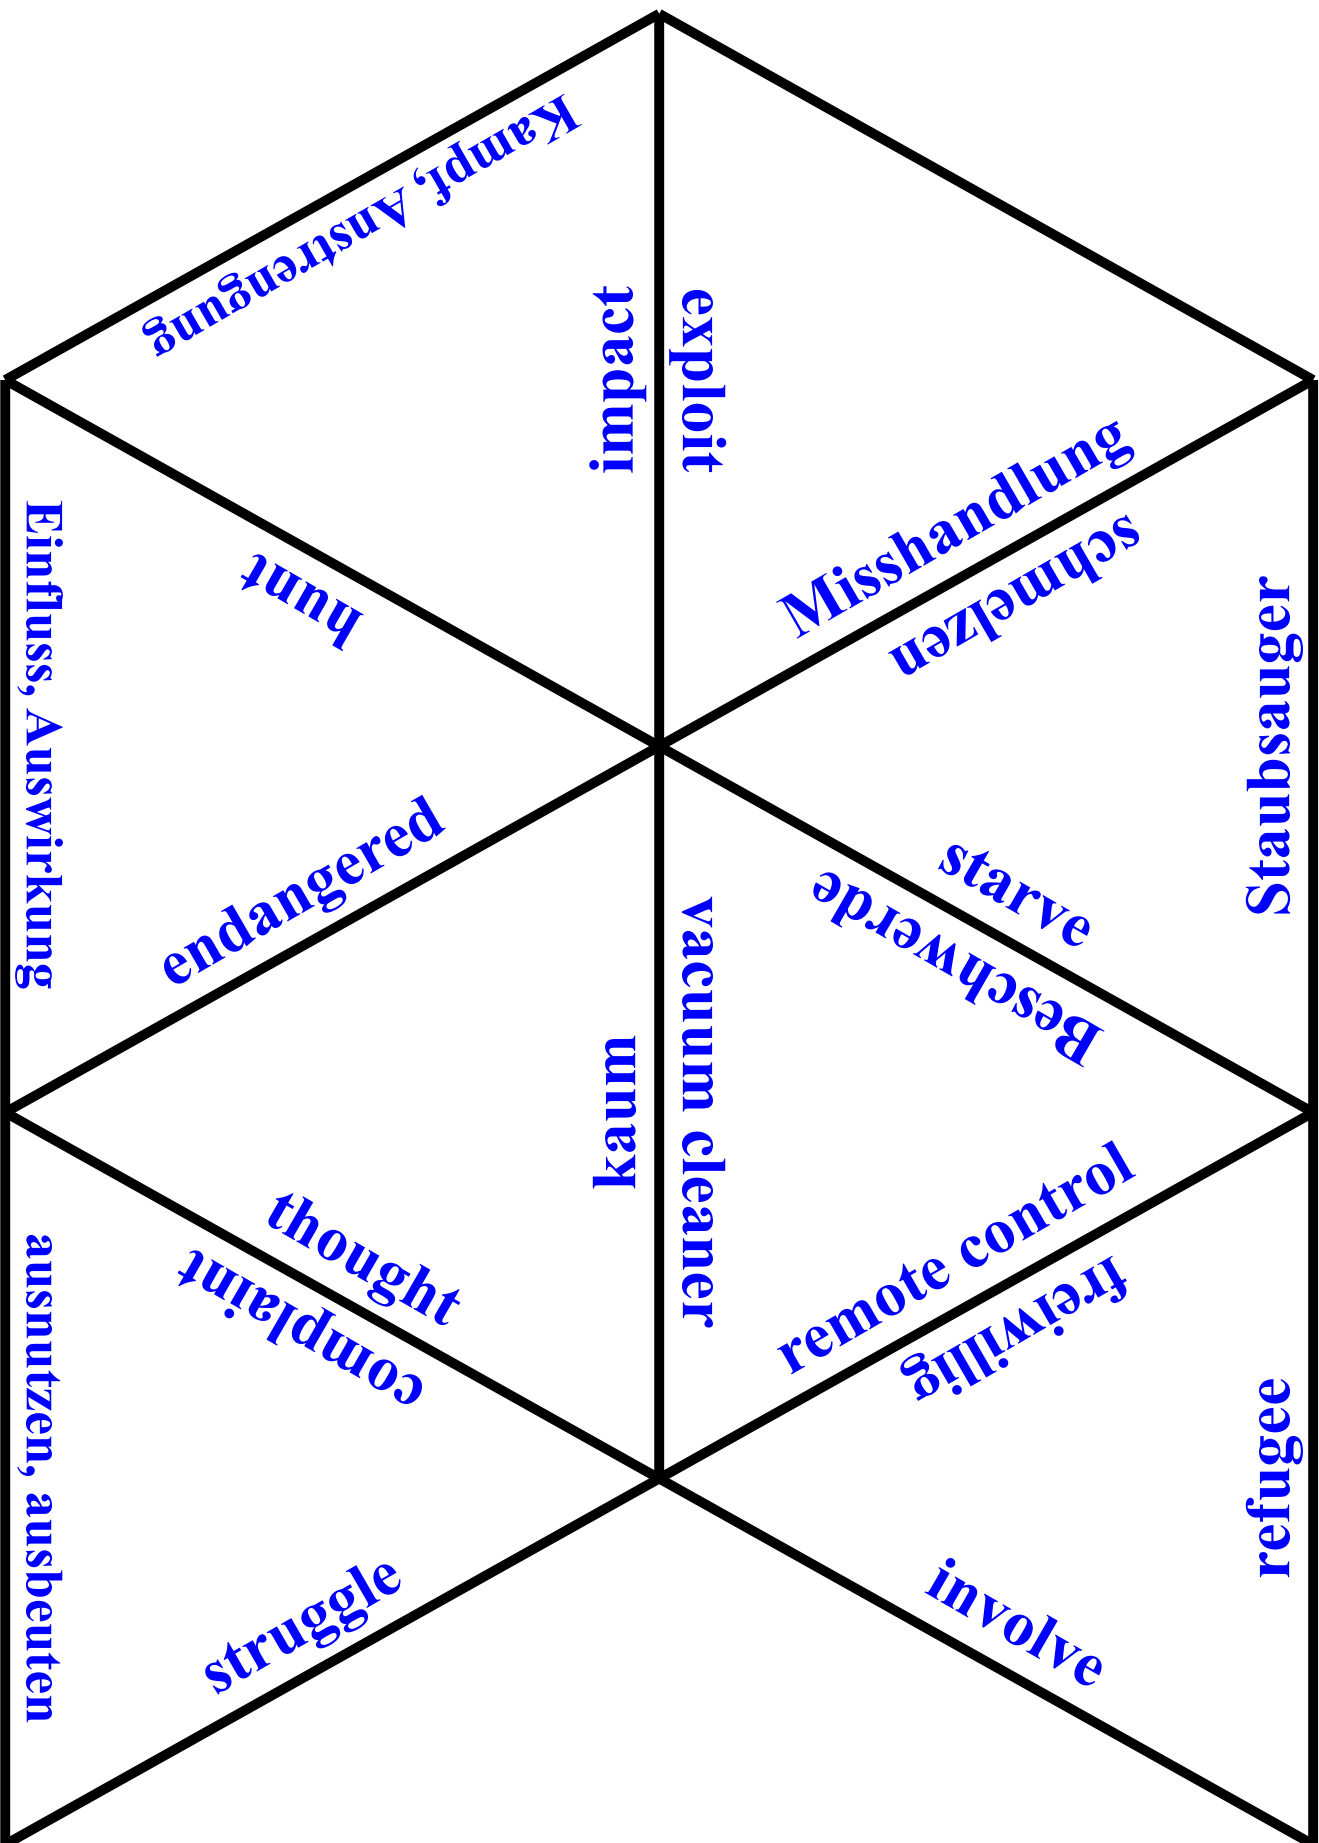 Kampf, Anstrengung
impact
exploit
Misshandlung
hunt
Einfluss, Auswirkung
endangered
schmelzen
Staubsauger
starve
Beschwerde
vacuum cleaner
kaum
thought
remote control
complaint
ausnutzen, ausbeuten
struggle
freiwillig
refugee
involve